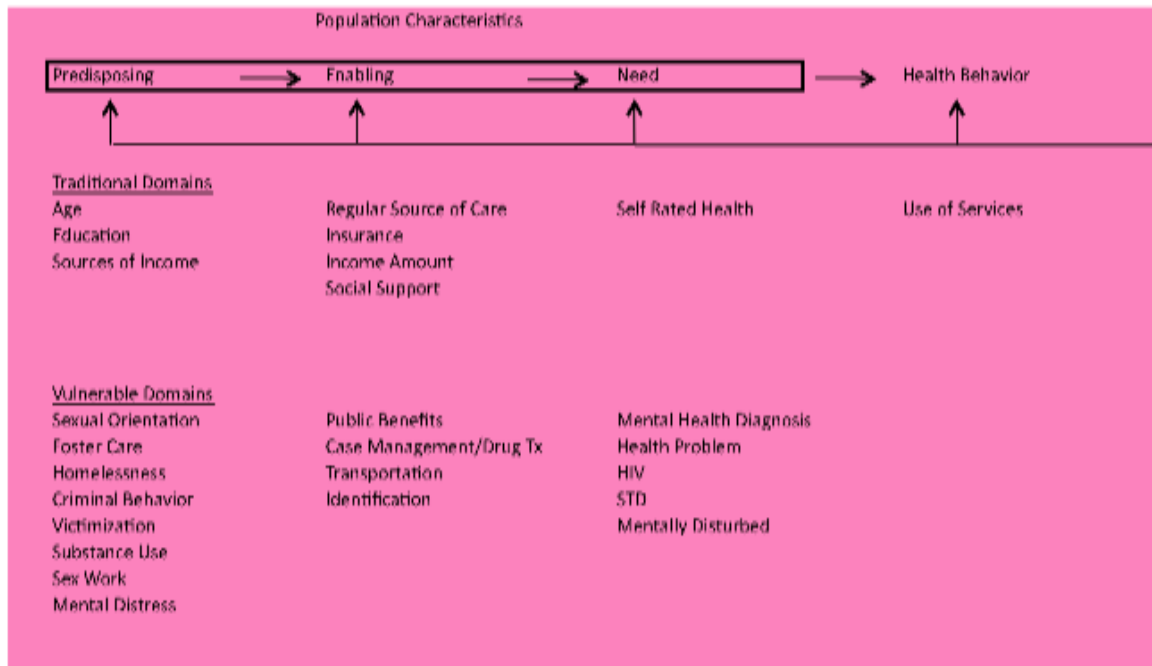 Population Characteristics
Predisposing Enabling Need Health Behavior
Traditional Domains
Age Regular Source of Care Self Rated Health Use of Services
Education Insurance
Sources of Income Income Amount
Social Support
Vulnerable Domains
Sexual Orientation Public Benefits Mental Health Diagnosis
Foster Care Case Management/Drug Tx Health Problem
Homelessness Transportation HIV
Criminal Behavior Identification STD
Victimization Mentally Disturbed
Substance Use
Sex Work
Mental Distress